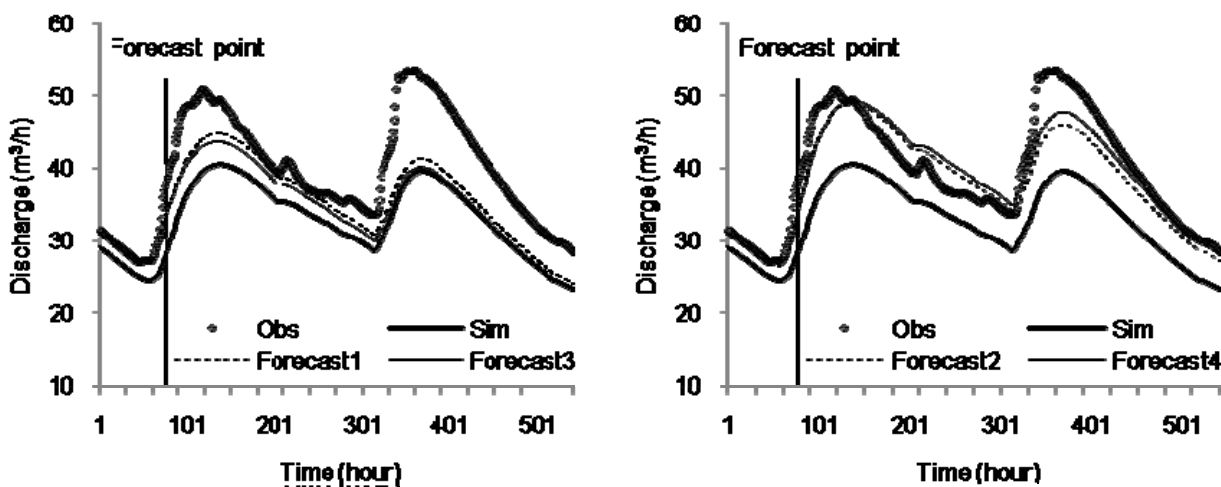 60
Forecast point
50
40
30
20
10
Discharge (m³/h)
Obs
Sim
Forecast1
Forecast3
1
101
201
301
401
501
Time (hour)
60
Forecast point
50
40
30
20
10
Discharge (m³/h)
Obs
Sim
Forecast2
Forecast4
1
101
201
301
401
501
Time (hour)